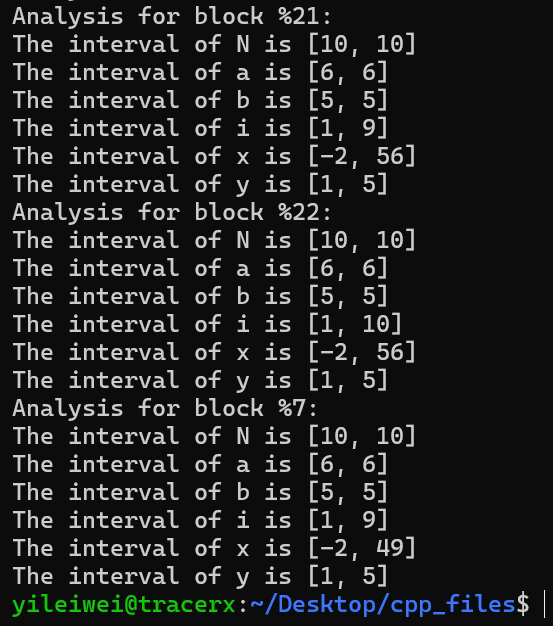 Analysis for block %21:
The interval of N is [10, 10]
The interval of a is [6, 6]
The interval of b is [5, 5]
The interval of i is [1, 9]
The interval of x is [-2, 56]
The interval of y is [1, 5]
Analysis for block %22:
The interval of N is [10, 10]
The interval of a is [6, 6]
The interval of b is [5, 5]
The interval of i is [1, 10]
The interval of x is [-2, 56]
The interval of y is [1, 5]
Analysis for block %7:
The interval of N is [10, 10]
The interval of a is [6, 6]
The interval of b is [5, 5]
The interval of i is [1, 9]
The interval of x is [-2, 49]
The interval of y is [1, 5]
yileiwei@tracerx:~/Desktop/cpp_files$